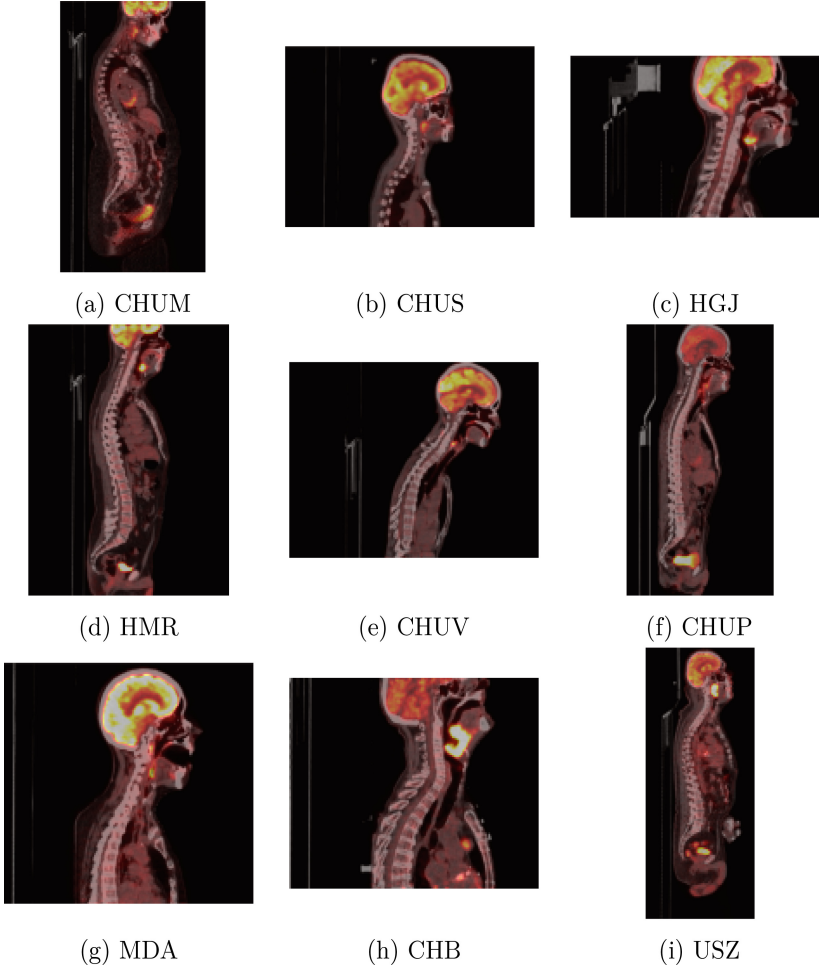 (a) CHUM
(b) CHUS
(c) HGJ
(d) HMR
(e) CHUV
(f) CHUP
(g) MDA
(h) CHB
(i) USZ